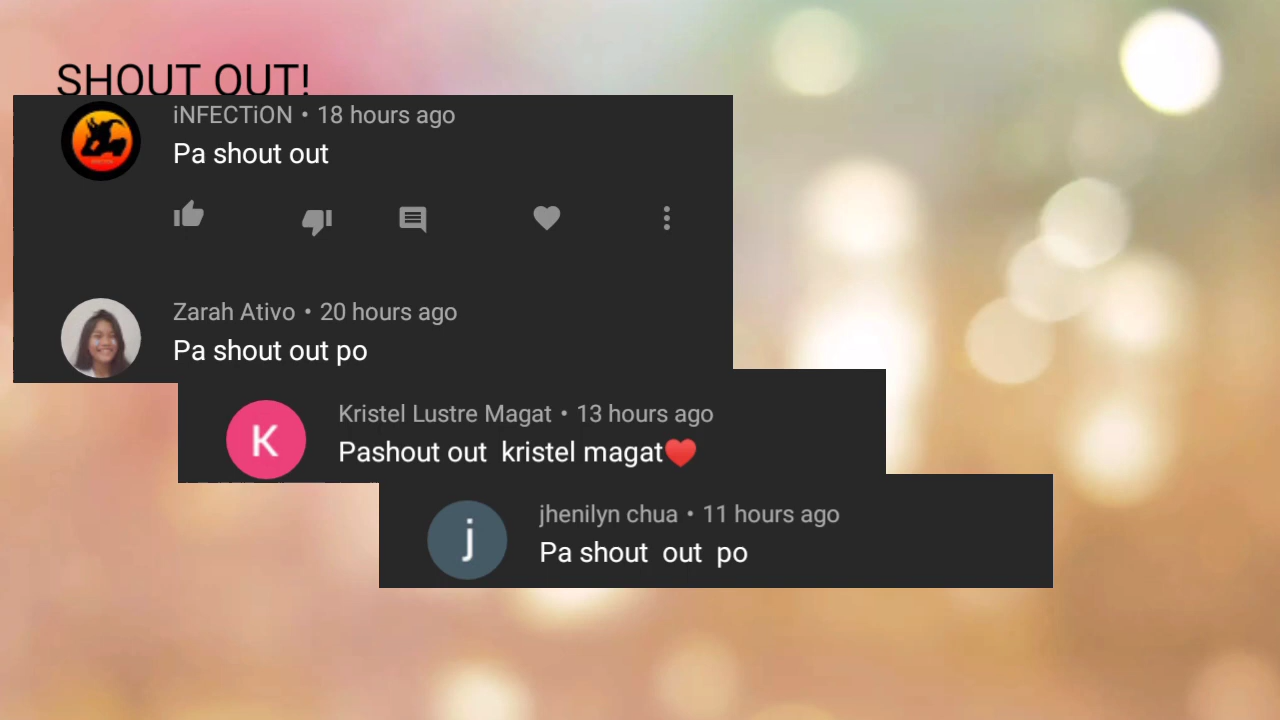 SHOUT OUT!
iNFECTiON • 18 hours ago
Pa shout out
Zarah Ativo • 20 hours ago
Pa shout out po
K
Kristel Lustre Magat • 13 hours ago
Pashout out kristel magat❤️
j
jhenilyn chua • 11 hours ago
Pa shout out po